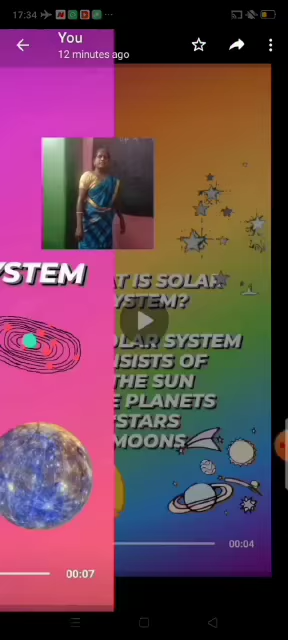 17:34
You
12 minutes ago
YSTEM
AT IS SOLAR
YSTEM?
OLAR SYSTEM
NSISTS OF
THE SUN
E PLANETS
STARS
MOONS
00:07
00:04